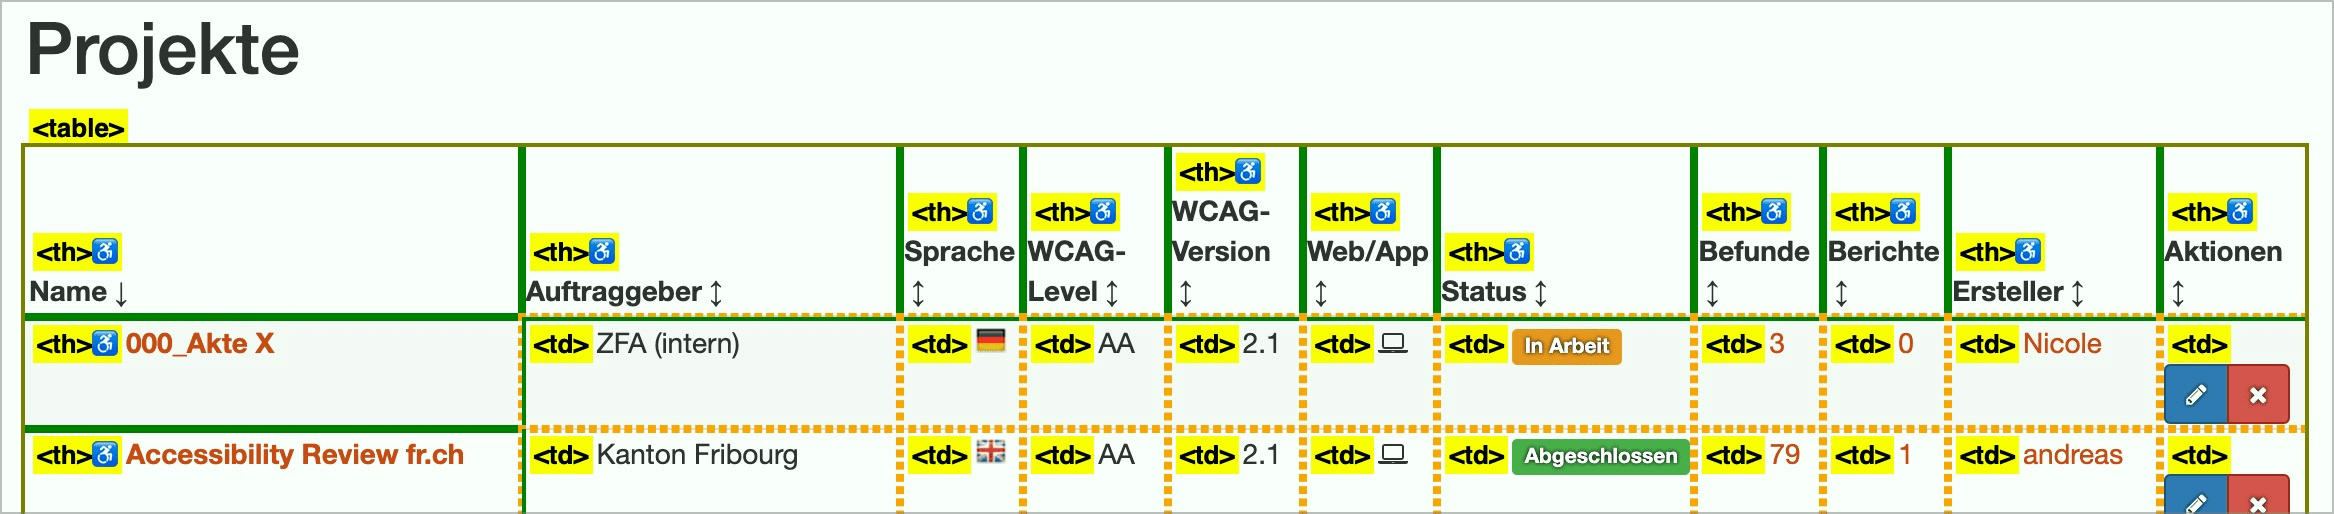 Projekte
<table>
<th>♿ Name ↓
<th>♿ Auftraggeber ↕
<th>♿ Sprache ↕
<th>♿ WCAG-Level ↕
<th>♿ WCAG-Version ↕
<th>♿ Web/App ↕
<th>♿ Status ↕
<th>♿ Befunde ↕
<th>♿ Berichte ↕
<th>♿ Ersteller ↕
<th>♿ Aktionen ↕
<th>♿ 000_Akte X <td> ZFA (intern) <td> <td> AA <td> 2.1 <td> <td> In Arbeit <td> 3 <td> 0 <td> Nicole <td>
<th>♿ Accessibility Review fr.ch <td> Kanton Fribourg <td> <td> AA <td> 2.1 <td> <td> Abgeschlossen <td> 79 <td> 1 <td> andreas <td>